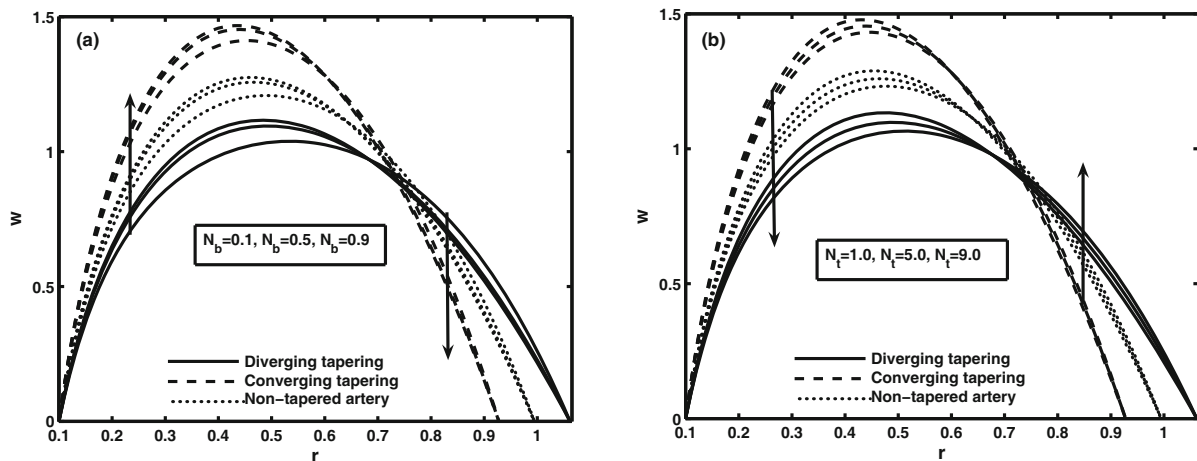 (a)
1.5
1
0.5
0
w
N_b=0.1, N_b=0.5, N_b=0.9
Diverging tapering
Converging tapering
Non−tapered artery
0.1 0.2 0.3 0.4 0.5 0.6 0.7 0.8 0.9 1
r
(b)
1.5
1
0.5
0
w
N_t=1.0, N_t=5.0, N_t=9.0
Diverging tapering
Converging tapering
Non−tapered artery
0.1 0.2 0.3 0.4 0.5 0.6 0.7 0.8 0.9 1
r